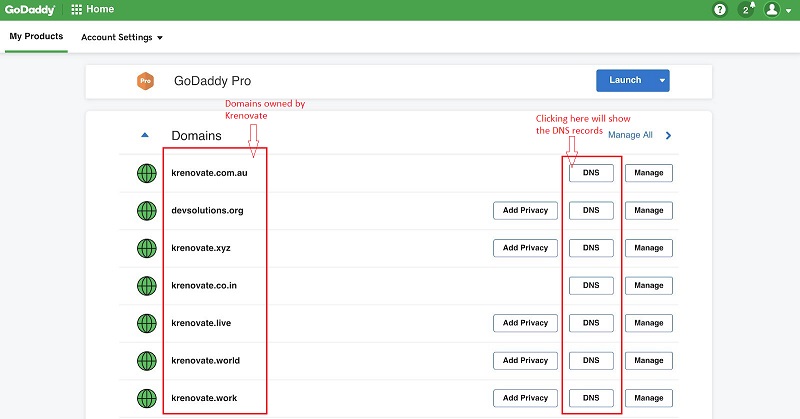 GoDaddy Home ? 2
My Products Account Settings
Pro GoDaddy Pro Launch
Domains owned by
Krenovate
Clicking here will show
the DNS records
Domains Manage All
krenovate.com.au DNS Manage
devsolutions.org Add Privacy DNS Manage
krenovate.xyz Add Privacy DNS Manage
krenovate.co.in DNS Manage
krenovate.live Add Privacy DNS Manage
krenovate.world Add Privacy DNS Manage
krenovate.work Add Privacy DNS Manage